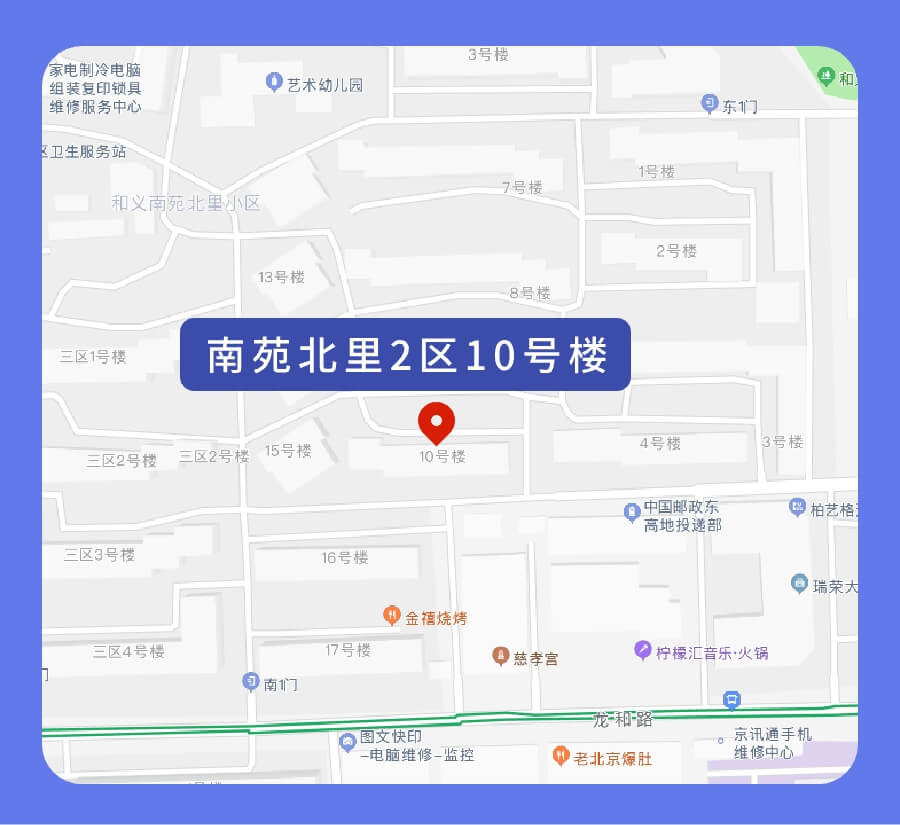 3号楼
家电制冷电脑
组装复印锁具
维修服务中心
艺术幼儿园
东1门
区卫生服务站
1号楼
7号楼
和义南苑北里小区
2号楼
13号楼
8号楼
三区1号楼
南苑北里2区10号楼
三区2号楼
三区2号楼
15号楼
10号楼
4号楼
3号楼
中国邮政东
高地投递部
柏艺格
三区3号楼
16号楼
瑞荣大
金禧烧烤
三区4号楼
17号楼
慈孝宫
柠檬汇音乐·火锅
南1门
龙和路
图文快印
-电脑维修-监控
老北京爆肚
京讯通手机
维修中心